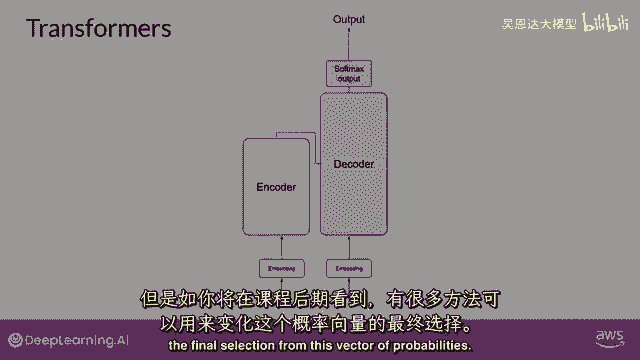 Transformers
Output
吴恩达大模型 bilibili
Softmax
output
Decoder
Encoder
Embedding
Embedding
但是如你将在课程后期看到，有很多方法可
以用来变化这个概率向量的最终选择。
the final selection from this vector of probabilities.
DeepLearning.AI
aws